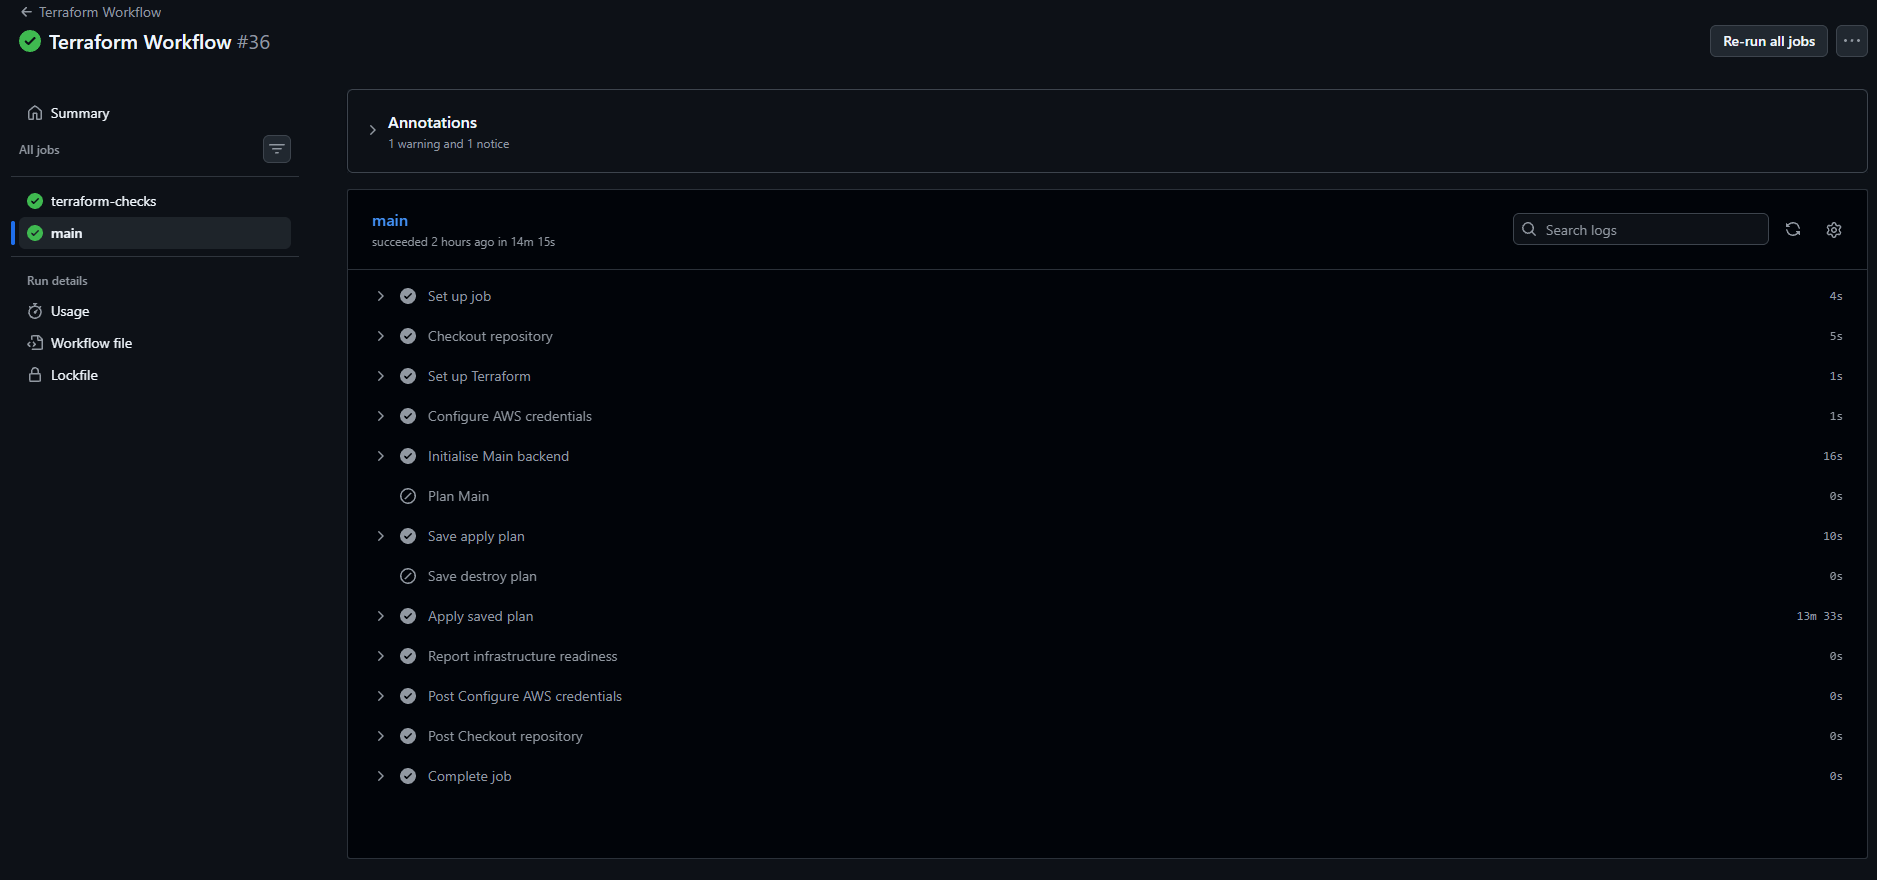 Terraform Workflow
Terraform Workflow #36
Re-run all jobs
Summary
All jobs
terraform-checks
main
Run details
Usage
Workflow file
Lockfile
Annotations
1 warning and 1 notice
main
succeeded 2 hours ago in 14m 15s
Search logs
Set up job 4s
Checkout repository 5s
Set up Terraform 1s
Configure AWS credentials 1s
Initialise Main backend 16s
Plan Main 0s
Save apply plan 10s
Save destroy plan 0s
Apply saved plan 13m 33s
Report infrastructure readiness 0s
Post Configure AWS credentials 0s
Post Checkout repository 0s
Complete job 0s